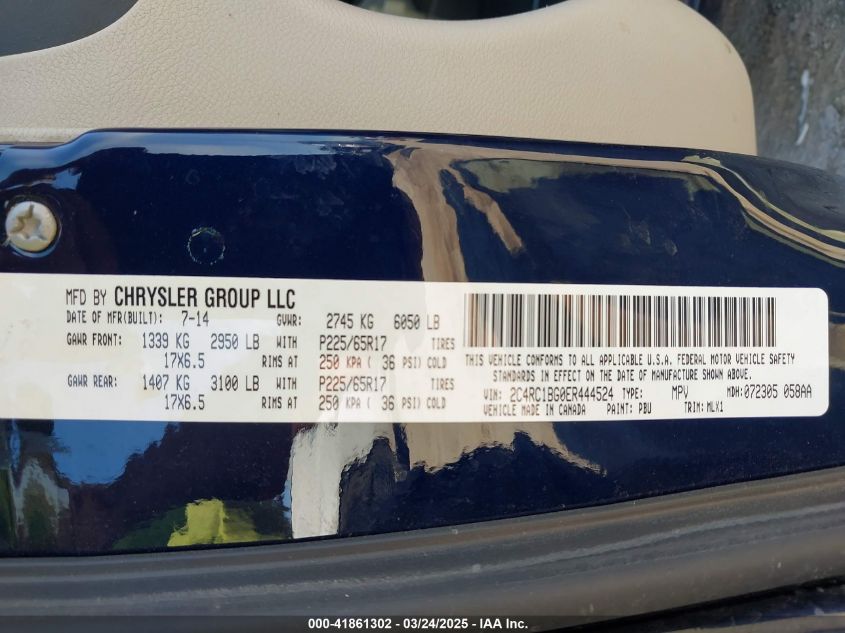 MFD BY CHRYSLER GROUP LLC
DATE OF MFR(BUILT): 7-14 GVWR: 2745 KG 6050 LB
GAWR FRONT: 1339 KG 2950 LB WITH P225/65R17 TIRES
17X6.5 RIMS AT 250 KPA ( 36 PSI) COLD
GAWR REAR: 1407 KG 3100 LB WITH P225/65R17 TIRES
17X6.5 RIMS AT 250 KPA ( 36 PSI) COLD
THIS VEHICLE CONFORMS TO ALL APPLICABLE U.S.A. FEDERAL MOTOR VEHICLE SAFETY
STANDARDS IN EFFECT ON THE DATE OF MANUFACTURE SHOWN ABOVE.
VIN: 2C4RC1BG0ER444524 TYPE: MPV MDH:072305 058AA
VEHICLE MADE IN CANADA PAINT: PBU TRIM:MLX1
000-41861302 / 03/24/2025 - IAA Inc.